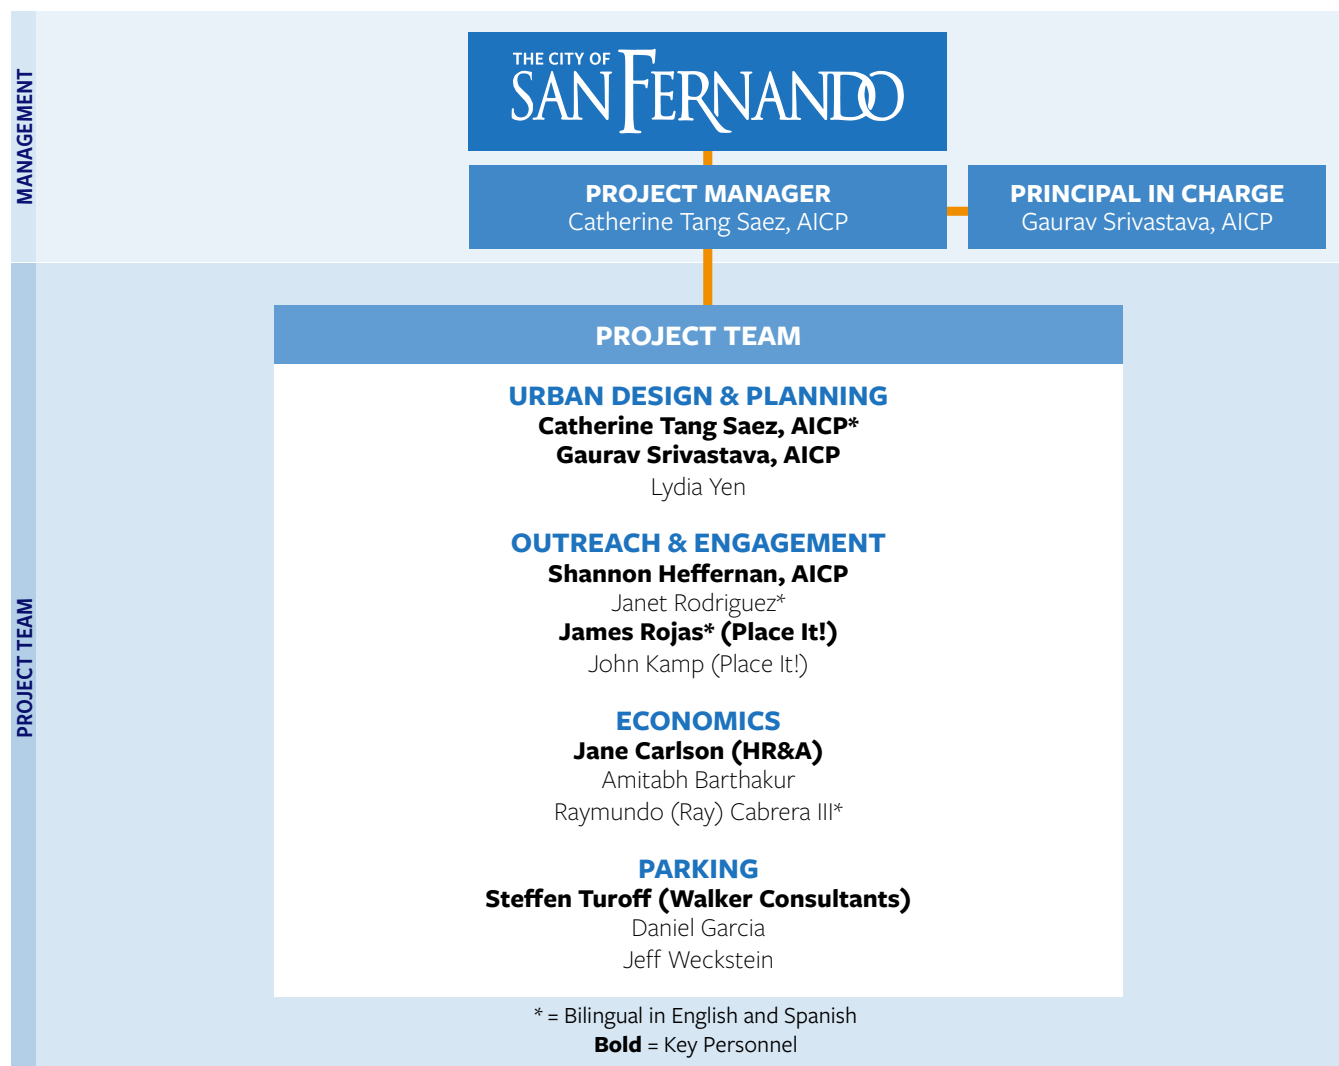 MANAGEMENT
THE CITY OF
SAN FERNANDO
PROJECT MANAGER
Catherine Tang Saez, AICP
PRINCIPAL IN CHARGE
Gaurav Srivastava, AICP
PROJECT TEAM
PROJECT TEAM
URBAN DESIGN & PLANNING
Catherine Tang Saez, AICP*
Gaurav Srivastava, AICP
Lydia Yen
OUTREACH & ENGAGEMENT
Shannon Heffernan, AICP
Janet Rodriguez*
James Rojas* (Place It!)
John Kamp (Place It!)
ECONOMICS
Jane Carlson (HR&A)
Amitabh Barthakur
Raymundo (Ray) Cabrera III*
PARKING
Steffen Turoff (Walker Consultants)
Daniel Garcia
Jeff Weckstein
* = Bilingual in English and Spanish
Bold = Key Personnel